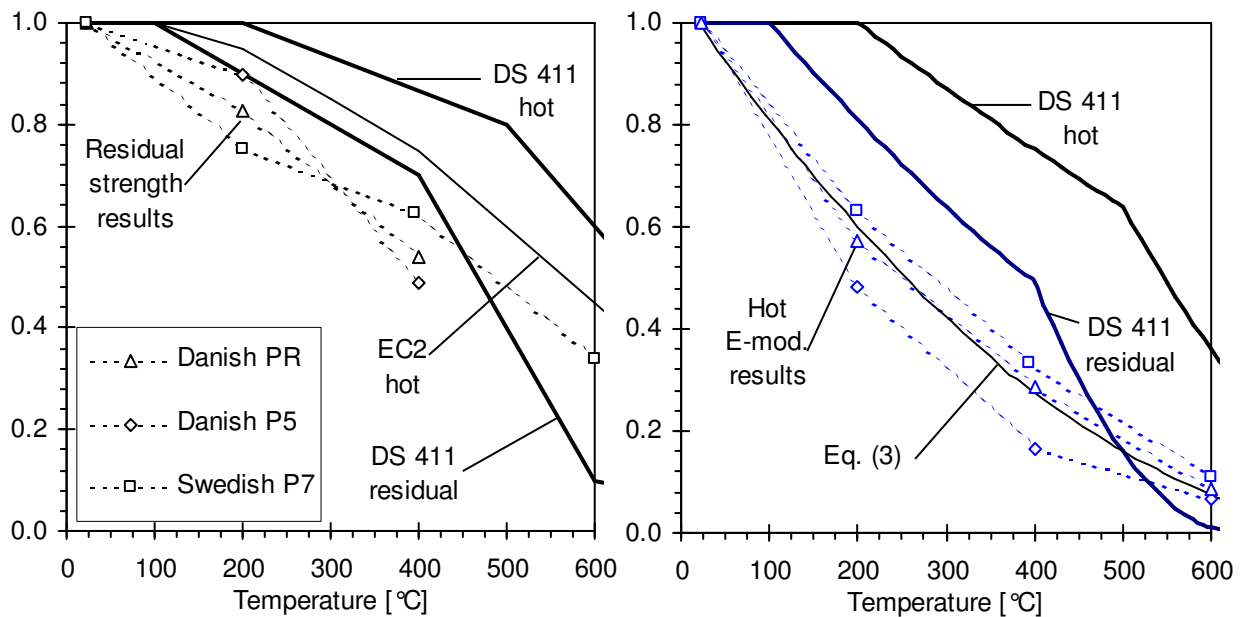 1.0
0.8
0.6
0.4
0.2
0.0
0 100 200 300 400 500 600
Temperature [°C]
DS 411
hot
Residual
strength
results
EC2
hot
DS 411
residual
Danish PR
Danish P5
Swedish P7
1.0
0.8
0.6
0.4
0.2
0.0
0 100 200 300 400 500 600
Temperature [°C]
DS 411
hot
Hot
E-mod.
results
DS 411
residual
Eq. (3)